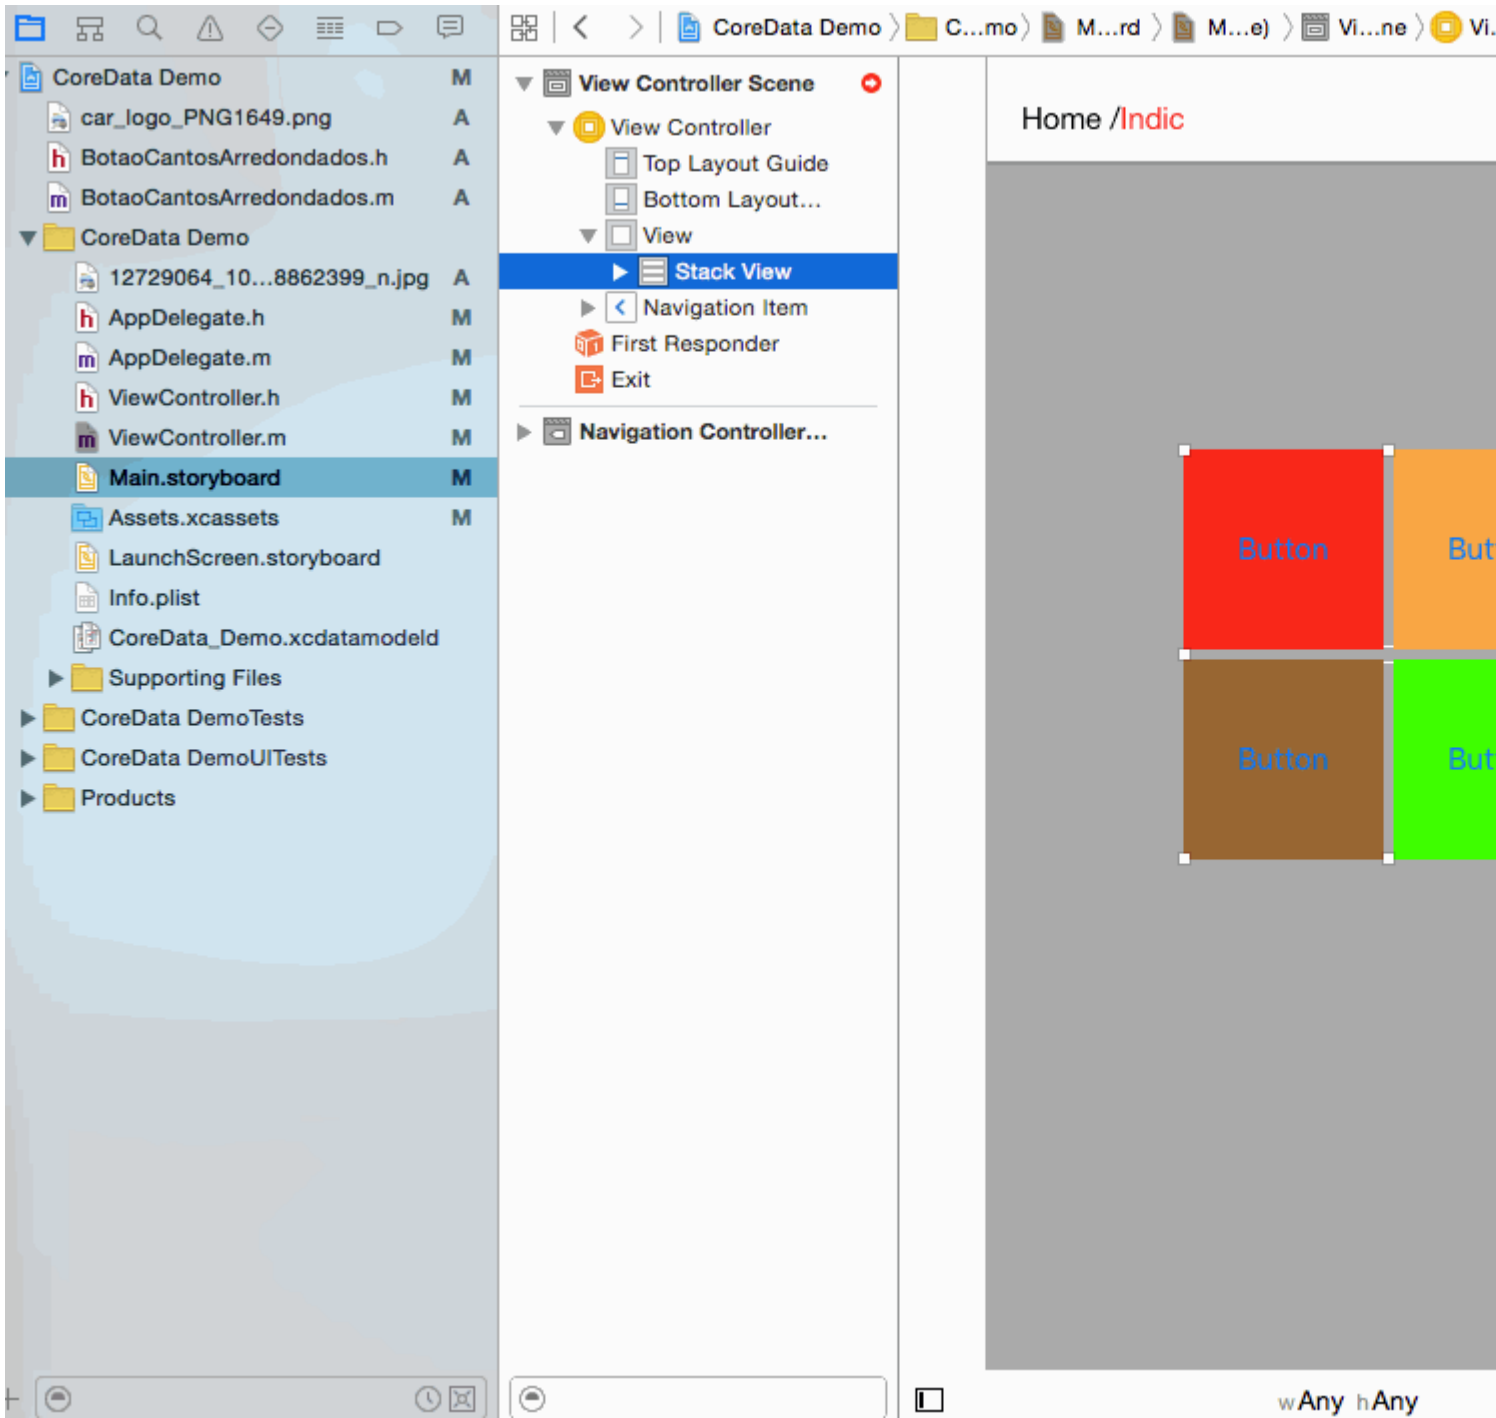 CoreData Demo M
car_logo_PNG1649.png A
BotaoCantosArredondados.h A
BotaoCantosArredondados.m A
CoreData Demo
12729064_10...8862399_n.jpg A
AppDelegate.h M
AppDelegate.m M
ViewController.h M
ViewController.m M
Main.storyboard M
Assets.xcassets M
LaunchScreen.storyboard
Info.plist
CoreData_Demo.xcdatamodeld
Supporting Files
CoreData DemoTests
CoreData DemoUITests
Products
CoreData Demo C...mo M...rd M...e) Vi...ne Vi..
View Controller Scene
View Controller
Top Layout Guide
Bottom Layout...
View
Stack View
Navigation Item
First Responder
Exit
Navigation Controller...
Home /Indic
Button But
Button But
wAny hAny